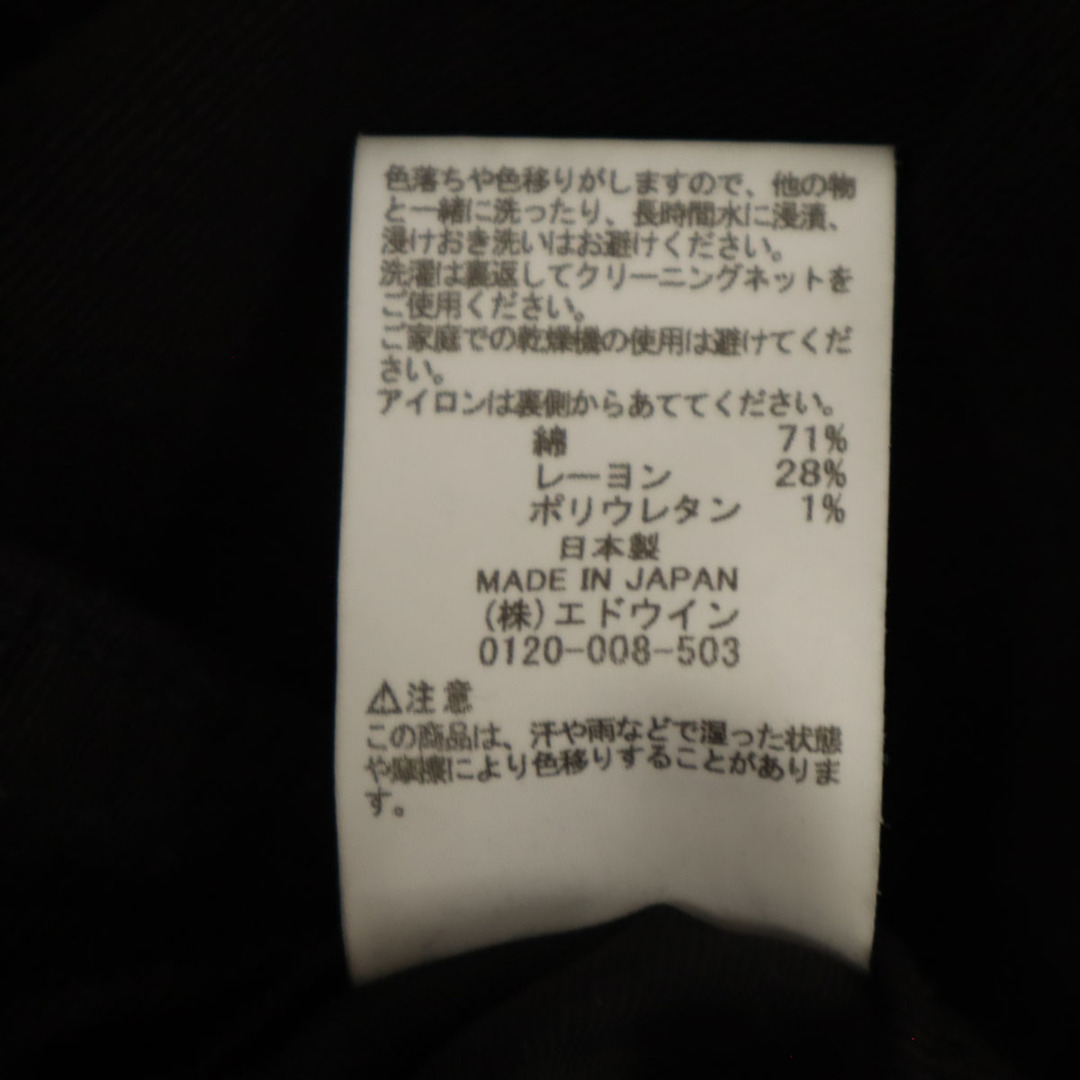 色落ちや色移りがしますので、他の物
と一緒に洗ったり、長時間水に浸漬、
浸けおき洗いはお避けください。
洗濯は裏返してクリーニングネットを
ご使用ください。
ご家庭での乾燥機の使用は避けてくだ
さい。
アイロンは裏側からあててください。
綿 71%
レーヨン 28%
ポリウレタン 1%
日本製
MADE IN JAPAN
(株)エドウイン
0120-008-503
⚠注意
この商品は、汗や雨などで湿った状態
や摩擦により色移りすることがありま
す。